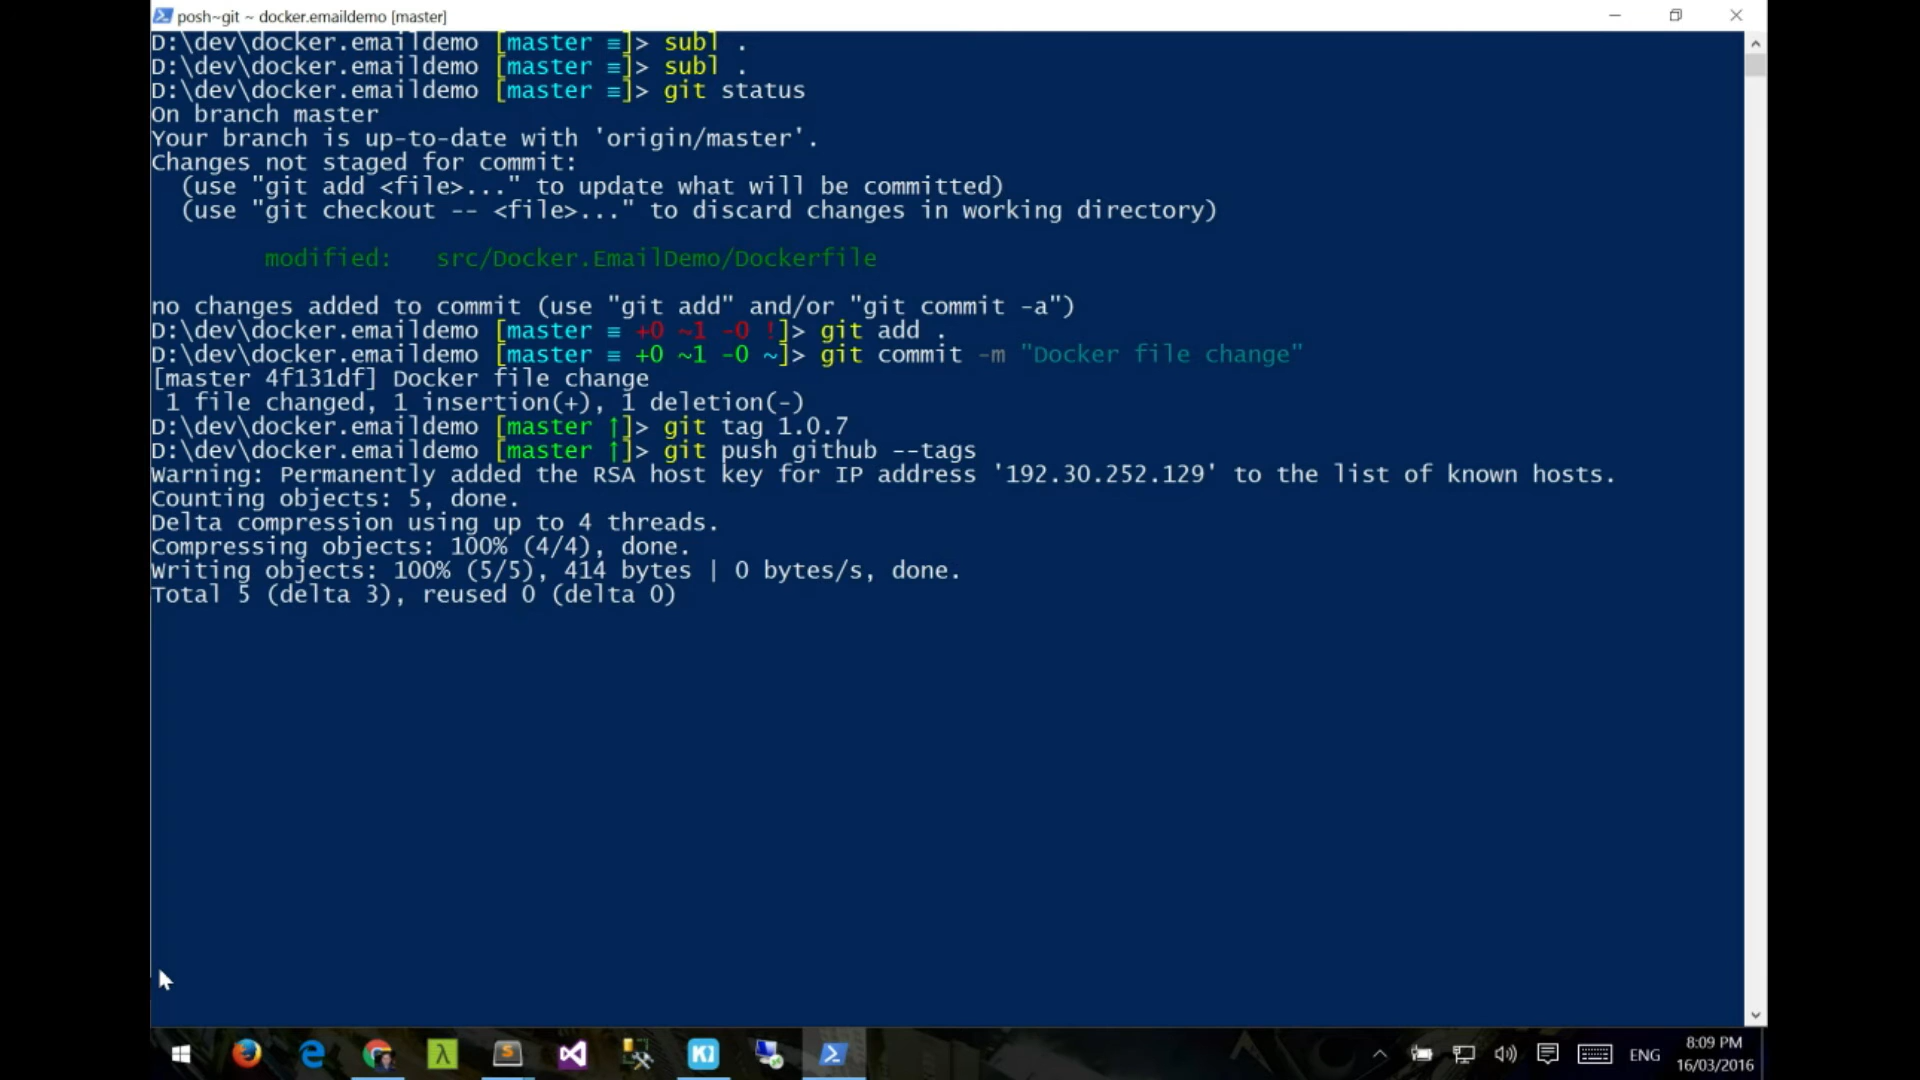 posh~git ~ docker.emaildemo [master]
D:\dev\docker.emaildemo [master ≡]> subl .
D:\dev\docker.emaildemo [master ≡]> subl .
D:\dev\docker.emaildemo [master ≡]> git status
On branch master
Your branch is up-to-date with 'origin/master'.
Changes not staged for commit:
  (use "git add <file>..." to update what will be committed)
  (use "git checkout -- <file>..." to discard changes in working directory)
        modified:   src/Docker.EmailDemo/Dockerfile
no changes added to commit (use "git add" and/or "git commit -a")
D:\dev\docker.emaildemo [master ≡ +0 ~1 -0 !]> git add .
D:\dev\docker.emaildemo [master ≡ +0 ~1 -0 ~]> git commit -m "Docker file change"
[master 4f131df] Docker file change
 1 file changed, 1 insertion(+), 1 deletion(-)
D:\dev\docker.emaildemo [master ↑]> git tag 1.0.7
D:\dev\docker.emaildemo [master ↑]> git push github --tags
Warning: Permanently added the RSA host key for IP address '192.30.252.129' to the list of known hosts.
Counting objects: 5, done.
Delta compression using up to 4 threads.
Compressing objects: 100% (4/4), done.
Writing objects: 100% (5/5), 414 bytes | 0 bytes/s, done.
Total 5 (delta 3), reused 0 (delta 0)
ENG
8:09 PM
16/03/2016